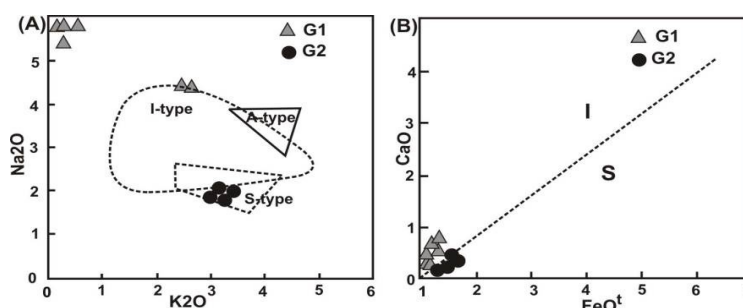 (A)
G1
G2
I-type
A-type
S-type
Na2O
5
4
3
2
1
0
0 1 2 3 4 5 6
K2O
(B)
G1
G2
I
S
CaO
4
3
2
1
0
1 2 4 5 6
FeOᵗ